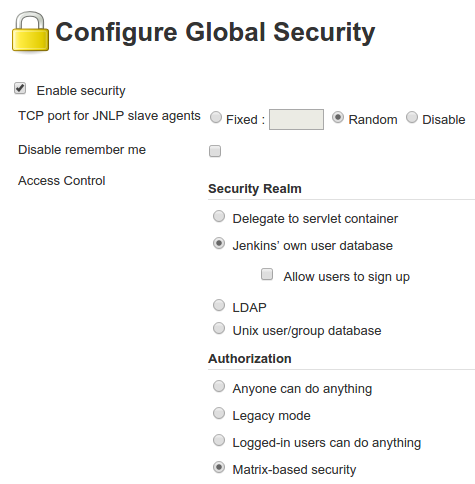 Configure Global Security
Enable security
TCP port for JNLP slave agents Fixed : Random Disable
Disable remember me
Access Control
Security Realm
Delegate to servlet container
Jenkins' own user database
Allow users to sign up
LDAP
Unix user/group database
Authorization
Anyone can do anything
Legacy mode
Logged-in users can do anything
Matrix-based security